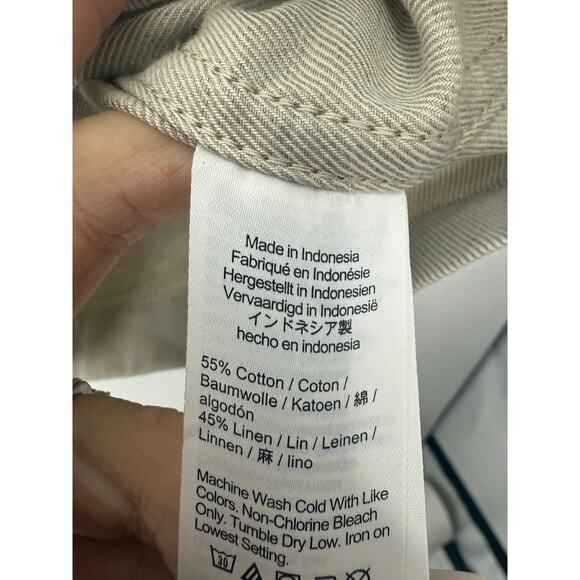 Made in Indonesia
Fabriqué en Indonésie
Hergestellt in Indonesien
Vervaardigd in Indonesië
インドネシア製
hecho en indonesia
55% Cotton / Coton /
Baumwolle / Katoen / 綿 /
algodón
45% Linen / Lin / Leinen /
Linnen / 麻 / lino
Machine Wash Cold With Like
Colors. Non-Chlorine Bleach
Only. Tumble Dry Low. Iron on
Lowest Setting.
30